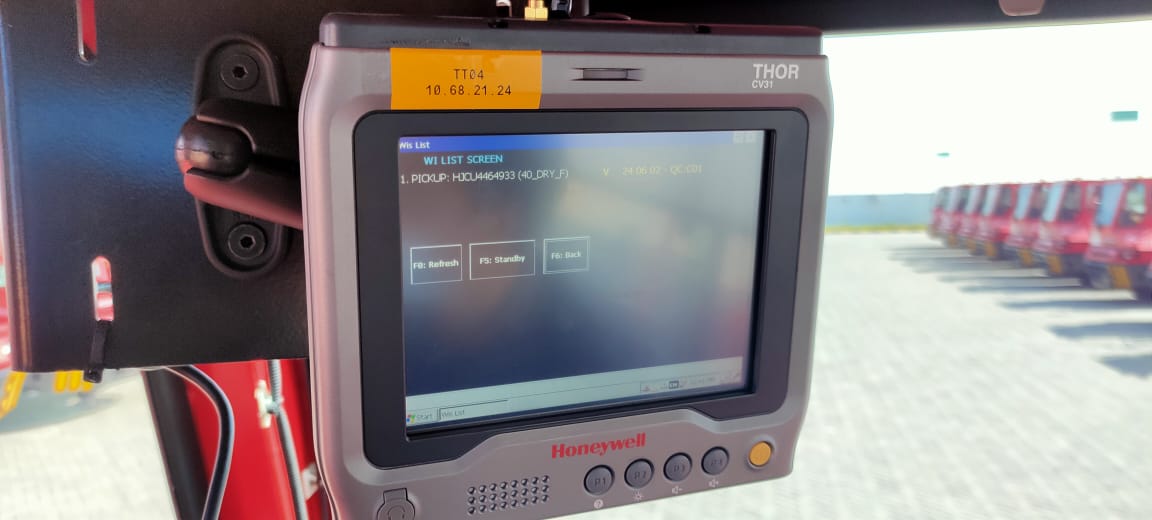 TT04
10.68.21.24
THOR
CV31
Wis List
WI LIST SCREEN
1. PICKUP: HJCU4464933 (40_DRY_F) V 24.06.02 - QC:C01
F8: Refresh F5: Standby F6: Back
Start Wis List
Honeywell
P1 P2 P3 P4